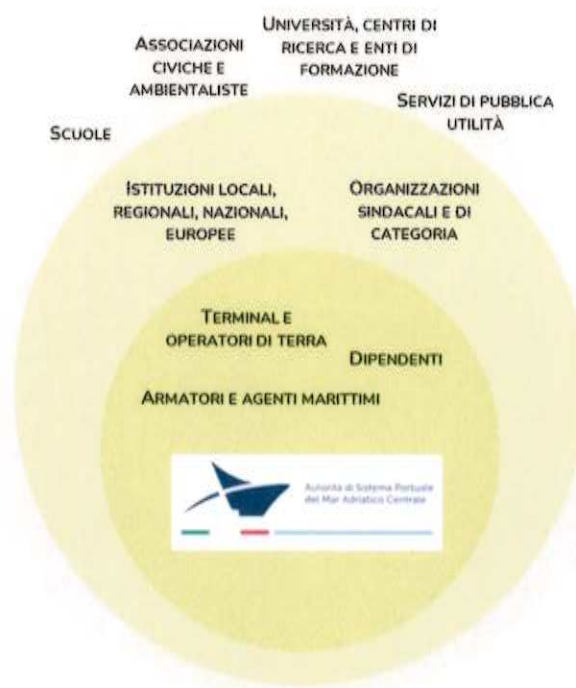 UNIVERSITÀ, CENTRI DI
RICERCA E ENTI DI
FORMAZIONE
ASSOCIAZIONI
CIVICHE E
AMBIENTALISTE
SERVIZI DI PUBBLICA
UTILITÀ
SCUOLE
ISTITUZIONI LOCALI,
REGIONALI, NAZIONALI,
EUROPEE
ORGANIZZAZIONI
SINDACALI E DI
CATEGORIA
TERMINAL E
OPERATORI DI TERRA
DIPENDENTI
ARMATORI E AGENTI MARITTIMI
Autorità di Sistema Portuale
del Mar Adriatico Centrale